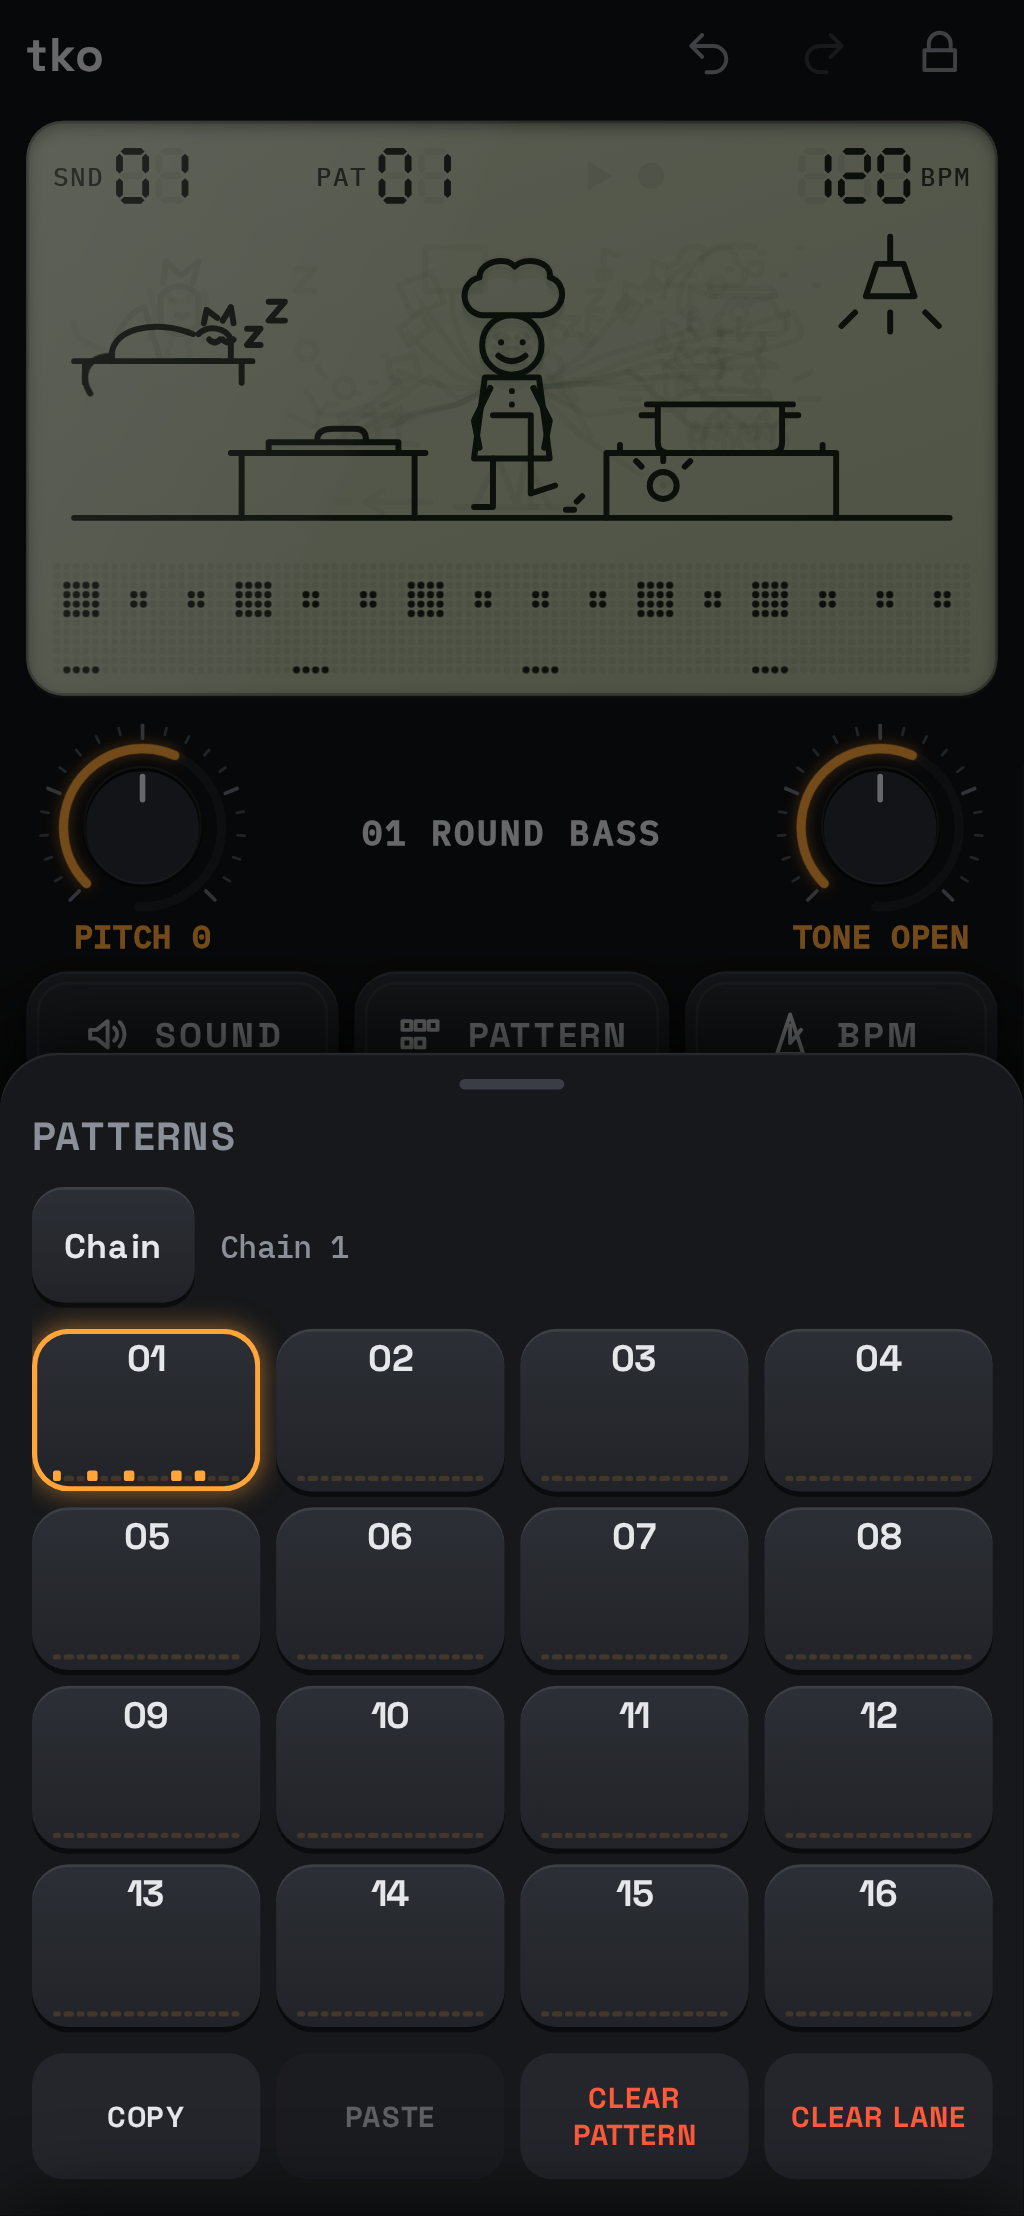 tko
SND 01 PAT 01 120 BPM
z z
01 ROUND BASS
PITCH 0 TONE OPEN
SOUND PATTERN BPM
PATTERNS
Chain Chain 1
01 02 03 04
05 06 07 08
09 10 11 12
13 14 15 16
COPY PASTE CLEAR PATTERN CLEAR LANE